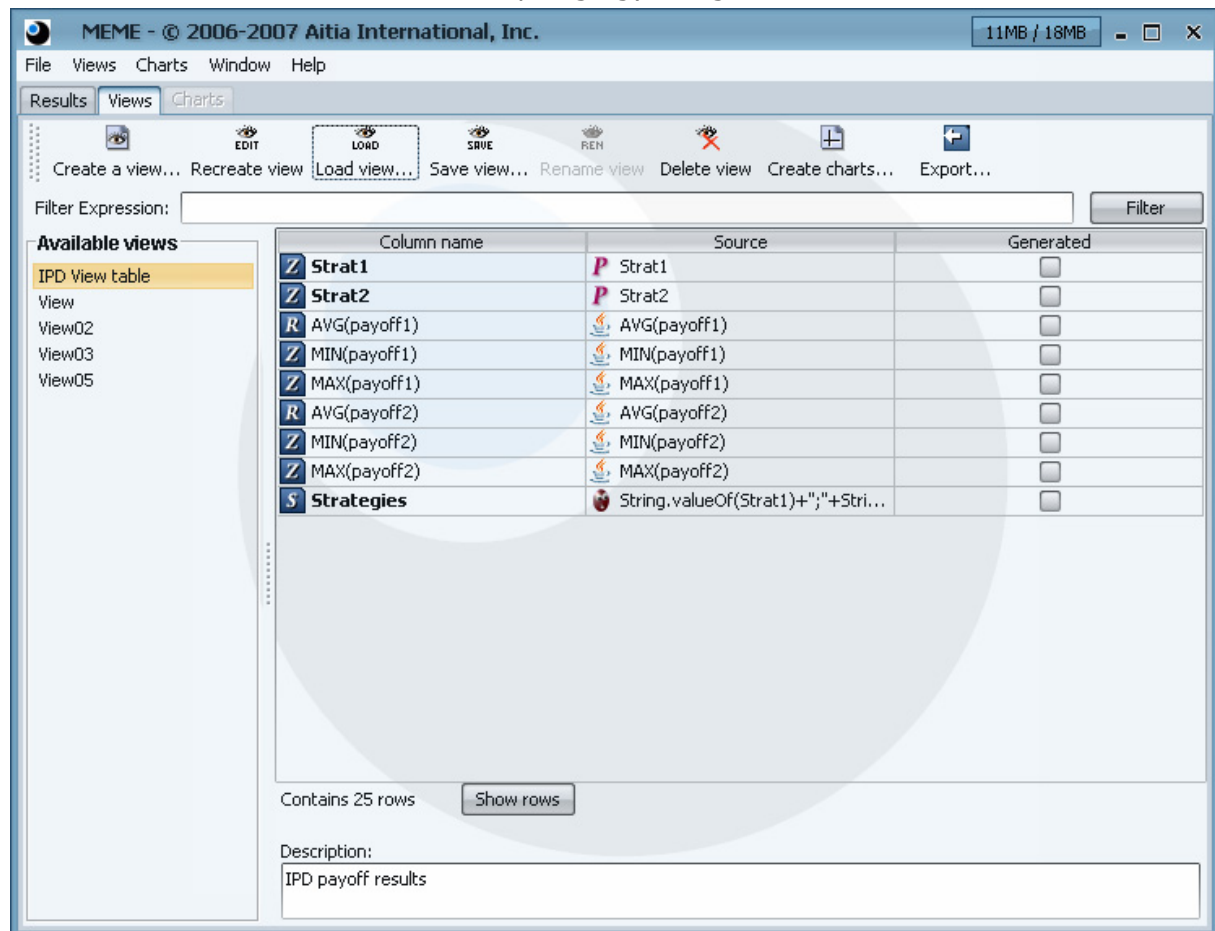 MEME - © 2006-2007 Aitia International, Inc. 11MB / 18MB
File Views Charts Window Help
Results Views Charts
EDIT LOAD SAVE REN
Create a view... Recreate view Load view... Save view... Rename view Delete view Create charts... Export...
Filter Expression: Filter
Available views Column name Source Generated
IPD View table Z Strat1 P Strat1
View Z Strat2 P Strat2
View02 R AVG(payoff1) AVG(payoff1)
View03 Z MIN(payoff1) MIN(payoff1)
View05 Z MAX(payoff1) MAX(payoff1)
R AVG(payoff2) AVG(payoff2)
Z MIN(payoff2) MIN(payoff2)
Z MAX(payoff2) MAX(payoff2)
S Strategies String.valueOf(Strat1)+";"+Stri...
Contains 25 rows Show rows
Description:
IPD payoff results